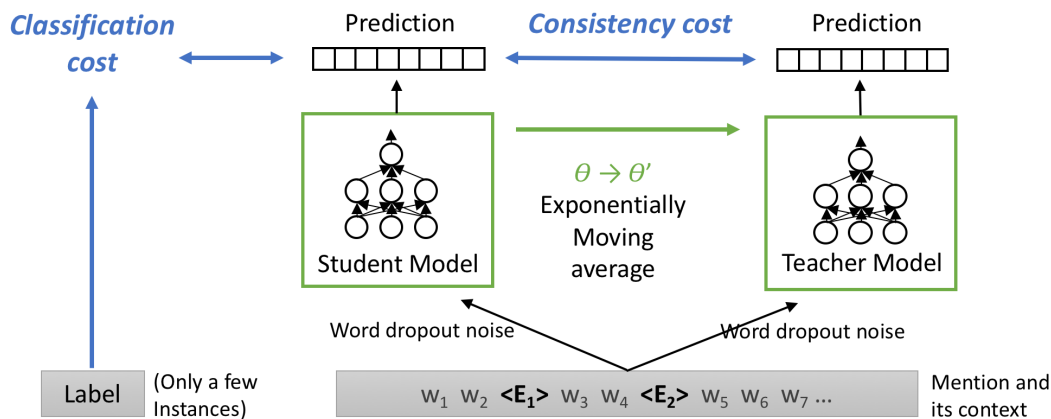 Classification
cost
Prediction
Consistency cost
Prediction
θ → θ’
Exponentially
Moving
average
Student Model
Teacher Model
Word dropout noise
Word dropout noise
Label
(Only a few
Instances)
w₁ w₂ <E₁> w₃ w₄ <E₂> w₅ w₆ w₇ ...
Mention and
its context